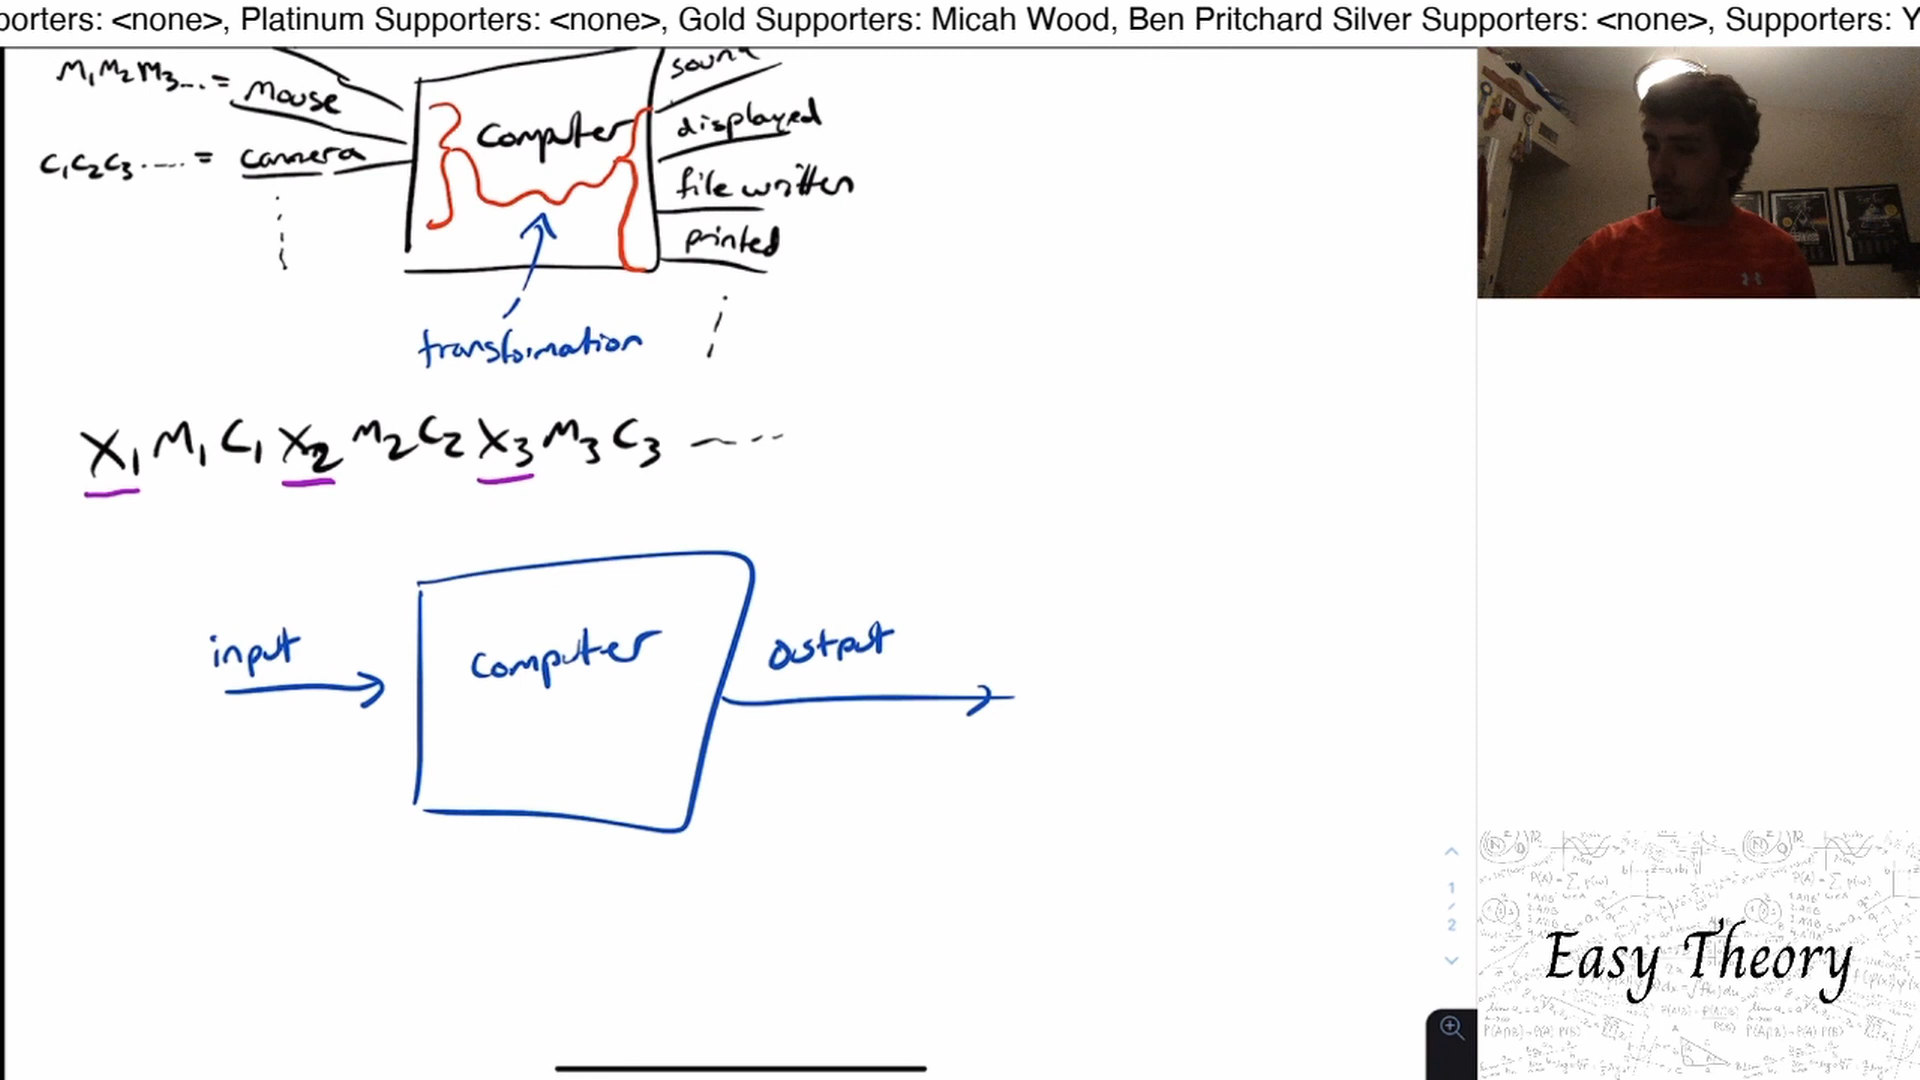 porters: <none>, Platinum Supporters: <none>, Gold Supporters: Micah Wood, Ben Pritchard Silver Supporters: <none>, Supporters: Y
M₁M₂M₃... = Mouse
C₁C₂C₃..... = camera
Computer
sound
displayed
file written
printed
transformation
X₁ M₁ C₁ X₂ M₂ C₂ X₃ M₃ C₃ ----
input
computer
output
1
2
Easy Theory